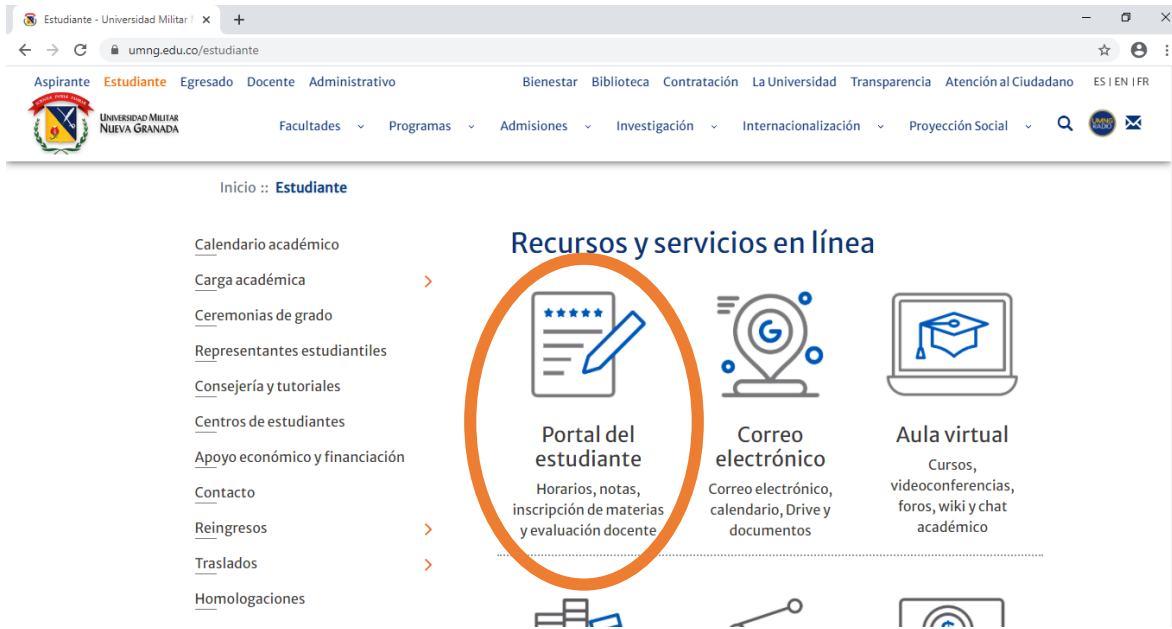 Estudiante - Universidad Militar
umng.edu.co/estudiante
Aspirante Estudiante Egresado Docente Administrativo Bienestar Biblioteca Contratación La Universidad Transparencia Atención al Ciudadano ES | EN | FR
UNIVERSIDAD MILITAR
NUEVA GRANADA
Facultades Programas Admisiones Investigación Internacionalización Proyección Social UMNG RADIO
Inicio :: Estudiante
Calendario académico
Carga académica
Ceremonias de grado
Representantes estudiantiles
Consejería y tutoriales
Centros de estudiantes
Apoyo económico y financiación
Contacto
Reingresos
Traslados
Homologaciones
Recursos y servicios en línea
G
Portal del
estudiante
Horarios, notas,
inscripción de materias
y evaluación docente
Correo
electrónico
Correo electrónico,
calendario, Drive y
documentos
Aula virtual
Cursos,
videoconferencias,
foros, wiki y chat
académico
$